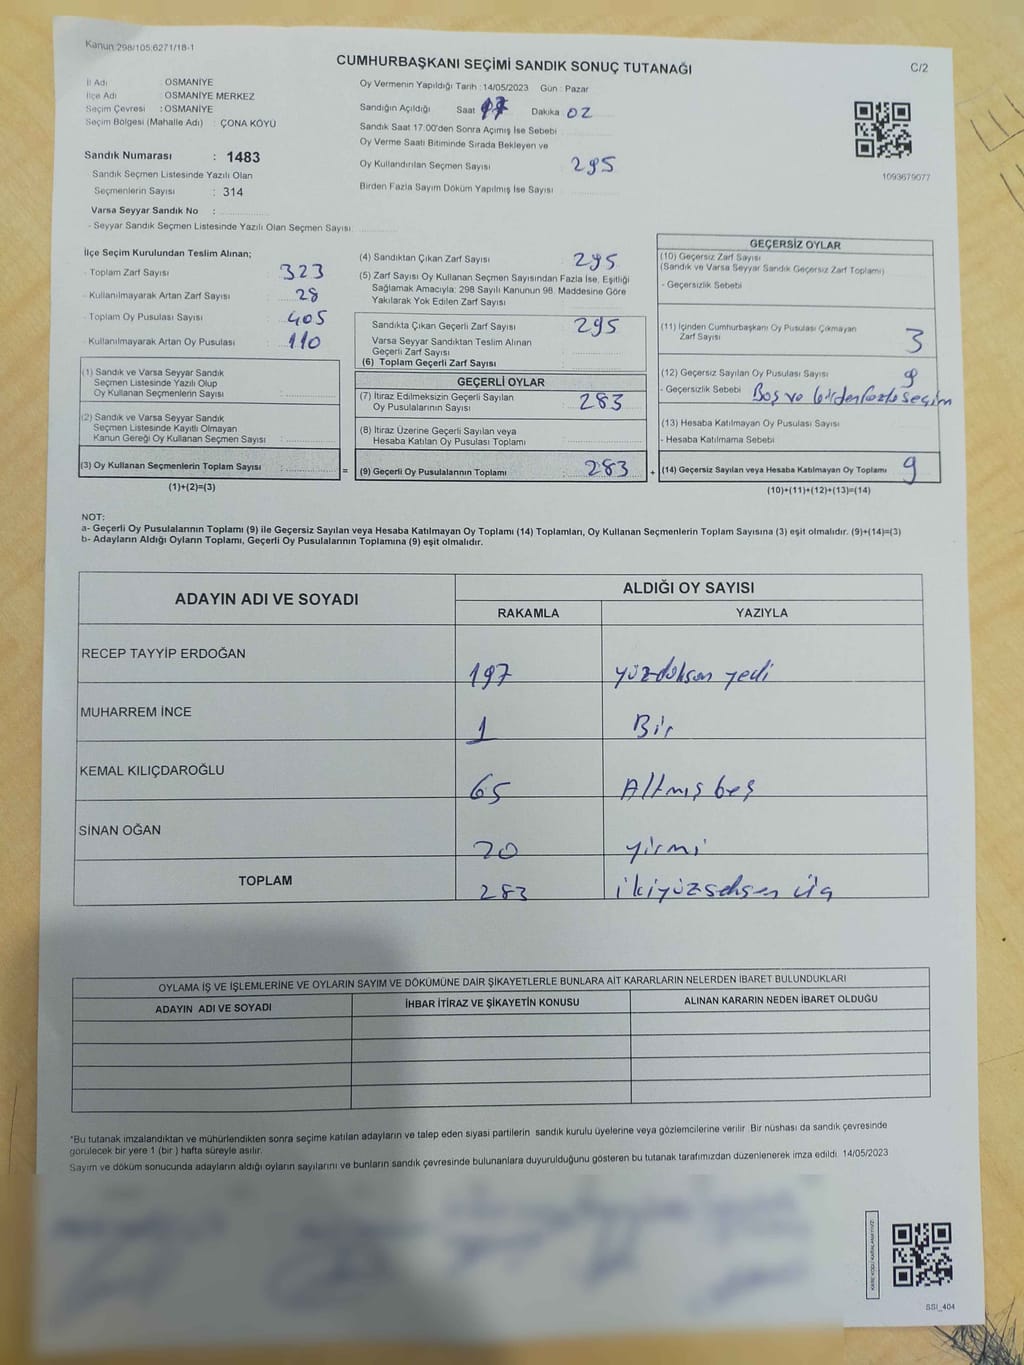 Kanun:298/105,6271/18-1
CUMHURBAŞKANI SEÇİMİ SANDIK SONUÇ TUTANAĞI
C/2
İl Adı : OSMANİYE
İlçe Adı : OSMANİYE MERKEZ
Seçim Çevresi : OSMANİYE
Seçim Bölgesi (Mahalle Adı) : ÇONA KÖYÜ
Sandık Numarası : 1483
Sandık Seçmen Listesinde Yazılı Olan
Seçmenlerin Sayısı : 314
Varsa Seyyar Sandık No :
- Seyyar Sandık Seçmen Listesinde Yazılı Olan Seçmen Sayısı:
Oy Vermenin Yapıldığı Tarih : 14/05/2023 Gün : Pazar
Sandığın Açıldığı Saat 17 Dakika 02
Sandık Saat 17:00'den Sonra Açımış İse Sebebi
Oy Verme Saati Bitiminde Sırada Bekleyen ve
Oy Kullandırılan Seçmen Sayısı 295
Birden Fazla Sayım Döküm Yapılmış İse Sayısı
1093679077
İlçe Seçim Kurulundan Teslim Alınan;
- Toplam Zarf Sayısı 323
- Kullanılmayarak Artan Zarf Sayısı 28
- Toplam Oy Pusulası Sayısı 405
- Kullanılmayarak Artan Oy Pusulası 110
(1) Sandık ve Varsa Seyyar Sandık
Seçmen Listesinde Yazılı Olup
Oy Kullanan Seçmenlerin Sayısı :
(2) Sandık ve Varsa Seyyar Sandık
Seçmen Listesinde Kayıtlı Olmayan
Kanun Gereği Oy Kullanan Seçmen Sayısı :
(3) Oy Kullanan Seçmenlerin Toplam Sayısı : =
(1)+(2)=(3)
(4) Sandıktan Çıkan Zarf Sayısı 295
(5) Zarf Sayısı Oy Kullanan Seçmen Sayısından Fazla İse, Eşitliği
Sağlamak Amacıyla; 298 Sayılı Kanunun 98. Maddesine Göre
Yakılarak Yok Edilen Zarf Sayısı
Sandıkta Çıkan Geçerli Zarf Sayısı 295
Varsa Seyyar Sandıktan Teslim Alınan
Geçerli Zarf Sayısı
(6) Toplam Geçerli Zarf Sayısı
GEÇERLİ OYLAR
(7) İtiraz Edilmeksizin Geçerli Sayılan
Oy Pusulalarının Sayısı : 283
(8) İtiraz Üzerine Geçerli Sayılan veya
Hesaba Katılan Oy Pusulası Toplamı
(9) Geçerli Oy Pusulalarının Toplamı : 283 +
GEÇERSİZ OYLAR
(10) Geçersiz Zarf Sayısı
(Sandık ve Varsa Seyyar Sandık Geçersiz Zarf Toplamı)
- Geçersizlik Sebebi
(11) İçinden Cumhurbaşkanı Oy Pusulası Çıkmayan
Zarf Sayısı 3
(12) Geçersiz Sayılan Oy Pusulası Sayısı 9
- Geçersizlik Sebebi Boş ve birden fazla seçim
(13) Hesaba Katılmayan Oy Pusulası Sayısı
- Hesaba Katılmama Sebebi
(14) Geçersiz Sayılan veya Hesaba Katılmayan Oy Toplamı 9
(10)+(11)+(12)+(13)=(14)
NOT:
a- Geçerli Oy Pusulalarının Toplamı (9) ile Geçersiz Sayılan veya Hesaba Katılmayan Oy Toplamı (14) Toplamları, Oy Kullanan Seçmenlerin Toplam Sayısına (3) eşit olmalıdır. (9)+(14)=(3)
b- Adayların Aldığı Oyların Toplamı, Geçerli Oy Pusulalarının Toplamına (9) eşit olmalıdır.
ADAYIN ADI VE SOYADI
ALDIĞI OY SAYISI
RAKAMLA YAZIYLA
RECEP TAYYİP ERDOĞAN 197 yüzdoksan yedi
MUHARREM İNCE 1 Bir
KEMAL KILIÇDAROĞLU 65 Altmış beş
SİNAN OĞAN 20 yirmi
TOPLAM 283 ikiyüzseksen üç
OYLAMA İŞ VE İŞLEMLERİNE VE OYLARIN SAYIM VE DÖKÜMÜNE DAİR ŞİKAYETLERLE BUNLARA AİT KARARLARIN NELERDEN İBARET BULUNDUKLARI
ADAYIN ADI VE SOYADI İHBAR İTİRAZ VE ŞİKAYETİN KONUSU ALINAN KARARIN NEDEN İBARET OLDUĞU
*Bu tutanak imzalandıktan ve mühürlendikten sonra seçime katılan adayların ve talep eden siyasi partilerin sandık kurulu üyelerine veya gözlemcilerine verilir. Bir nüshası da sandık çevresinde
görülecek bir yere 1 (bir ) hafta süreyle asılır.
Sayım ve döküm sonucunda adayların aldığı oyların sayılarını ve bunların sandık çevresinde bulunanlara duyurulduğunu gösteren bu tutanak tarafımızdan düzenlenerek imza edildi. 14/05/2023
SSI_404